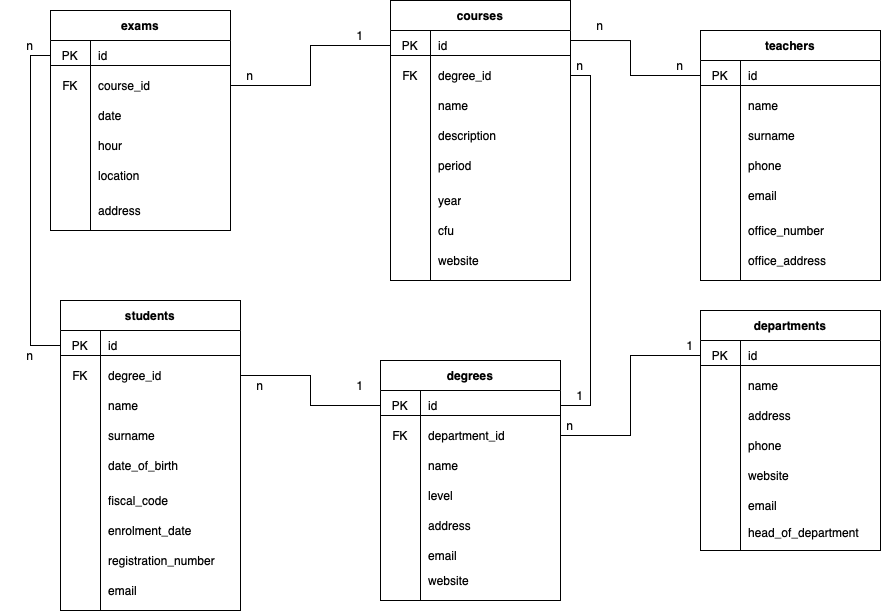 exams
n
PK id
FK course_id
date
hour
location
address
n
1
courses
PK id
FK degree_id
name
description
period
year
cfu
website
n
n
n
teachers
PK id
name
surname
phone
email
office_number
office_address
students
PK id
n
FK degree_id
name
surname
date_of_birth
fiscal_code
enrolment_date
registration_number
email
n
1
degrees
PK id
1
FK department_id
n
name
level
address
email
website
departments
1
PK id
name
address
phone
website
email
head_of_department